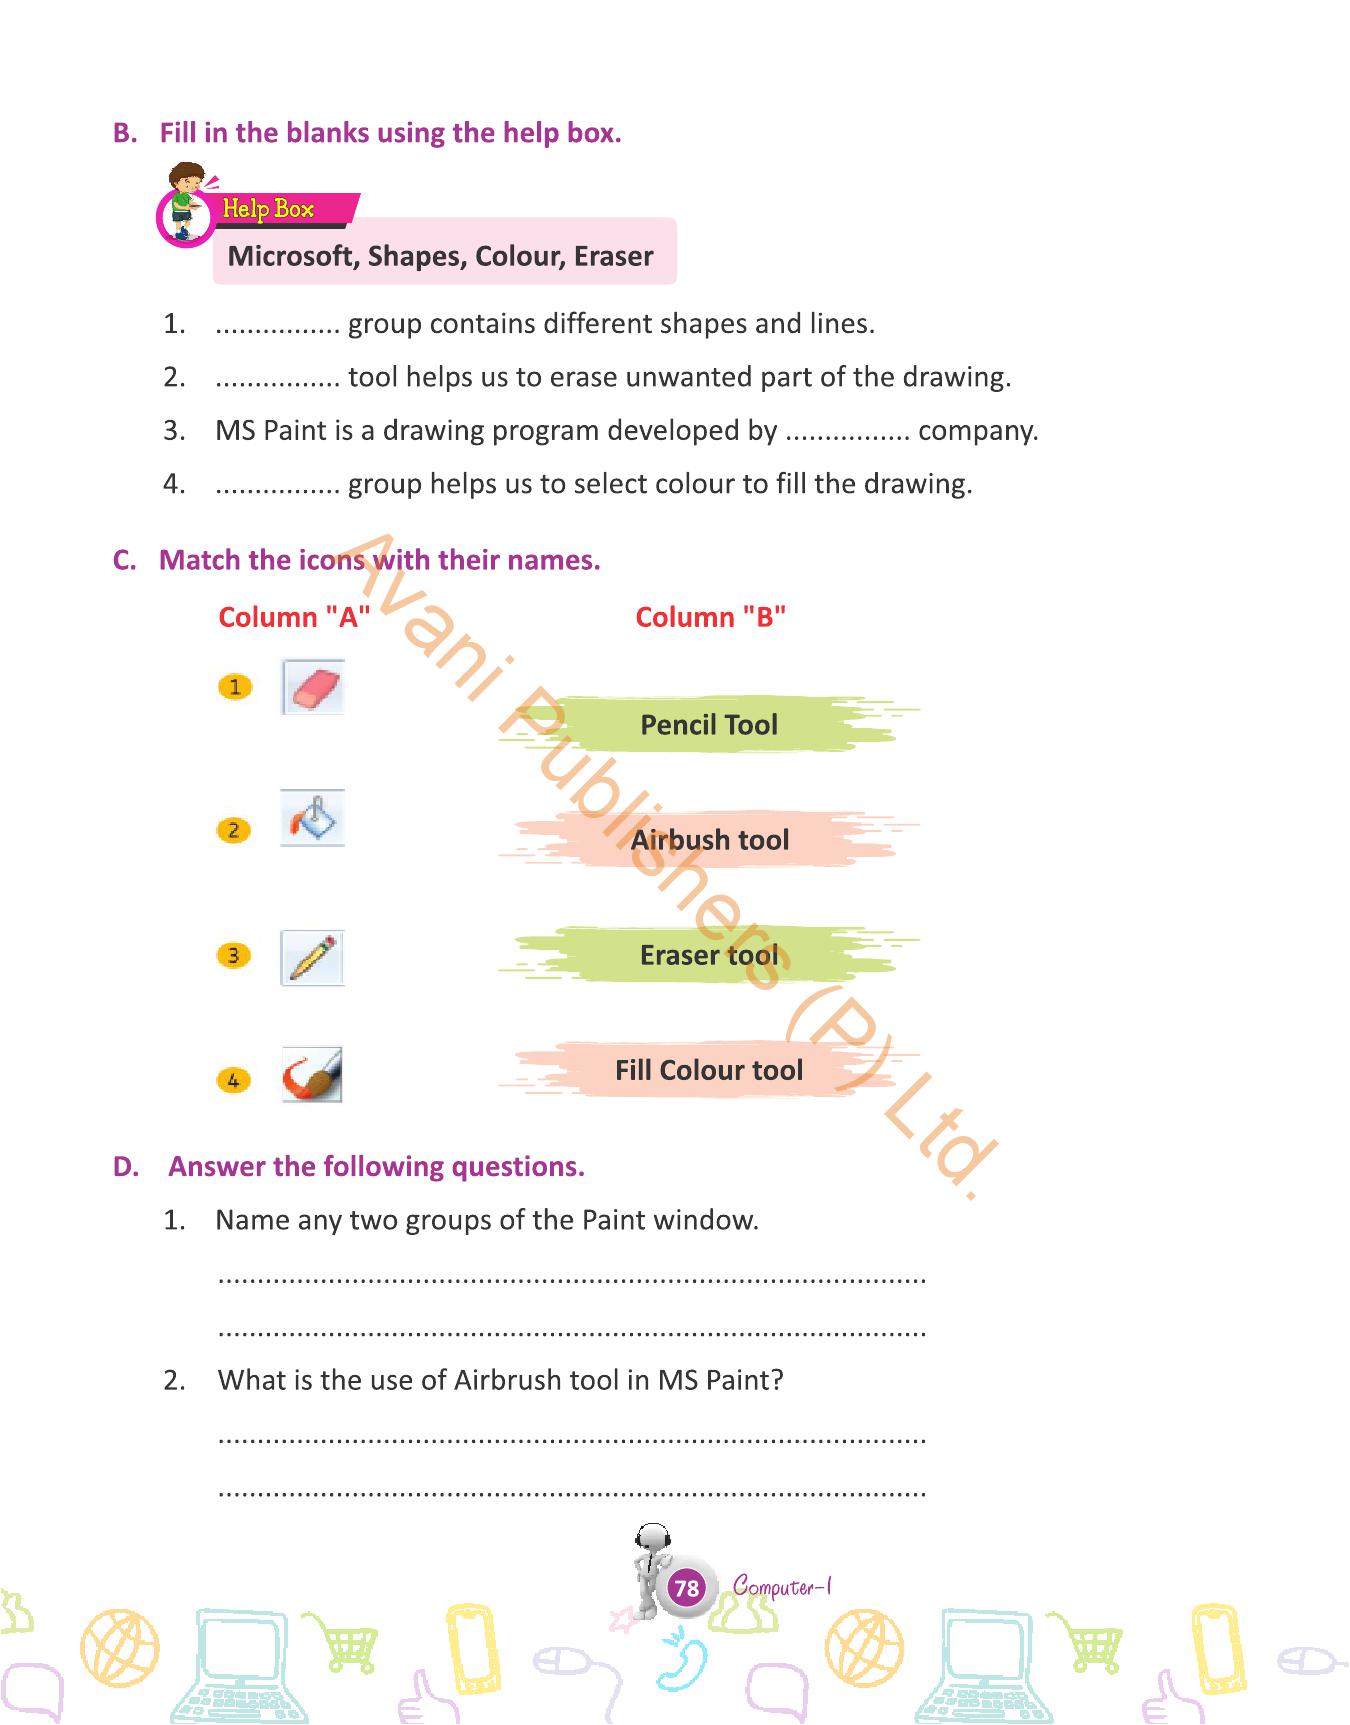 B. Fill in the blanks using the help box.
Help Box
Microsoft, Shapes, Colour, Eraser
1. ................ group contains different shapes and lines.
2. ................ tool helps us to erase unwanted part of the drawing.
3. MS Paint is a drawing program developed by ................ company.
4. ................ group helps us to select colour to fill the drawing.
C. Match the icons with their names.
Column "A" Column "B"
1
Pencil Tool
2
Airbush tool
3
Eraser tool
4
Fill Colour tool
Avani Publishers (P) Ltd.
D. Answer the following questions.
1. Name any two groups of the Paint window.
..........................................................................................
..........................................................................................
2. What is the use of Airbrush tool in MS Paint?
..........................................................................................
..........................................................................................
78 Computer-1